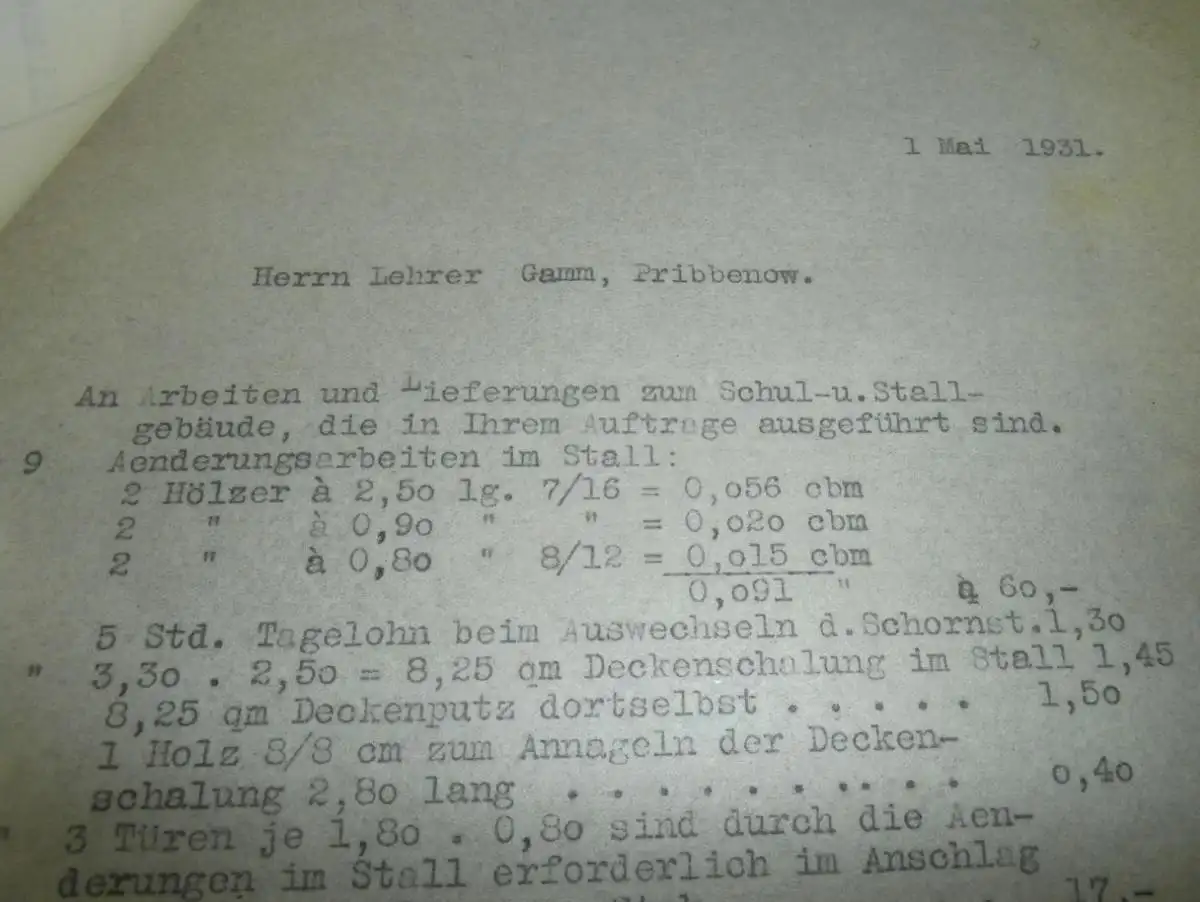 1 Mai 1931.
Herrn Lehrer Gamm, Pribbenow.
An Arbeiten und Lieferungen zum Schul-u.Stall-
gebäude, die in Ihrem Auftrage ausgeführt sind.
9 Aenderungsarbeiten im Stall:
2 Hölzer à 2,5o lg. 7/16 = 0,o56 cbm
2 " à 0,9o " " = 0,o2o cbm
2 " à 0,8o " 8/12 = 0,o15 cbm
0,o91 " à 6o,-
5 Std. Tagelohn beim Auswechseln d.Schornst.1,3o
" 3,3o . 2,5o = 8,25 qm Deckenschalung im Stall 1,45
8,25 qm Deckenputz dortselbst . . . . . 1,5o
1 Holz 8/8 cm zum Annageln der Decken-
schalung 2,8o lang . . . . . . .. . . 0,4o
" 3 Türen je 1,8o . 0,8o sind durch die Aen-
derungen im Stall erforderlich im Anschlag
17,-